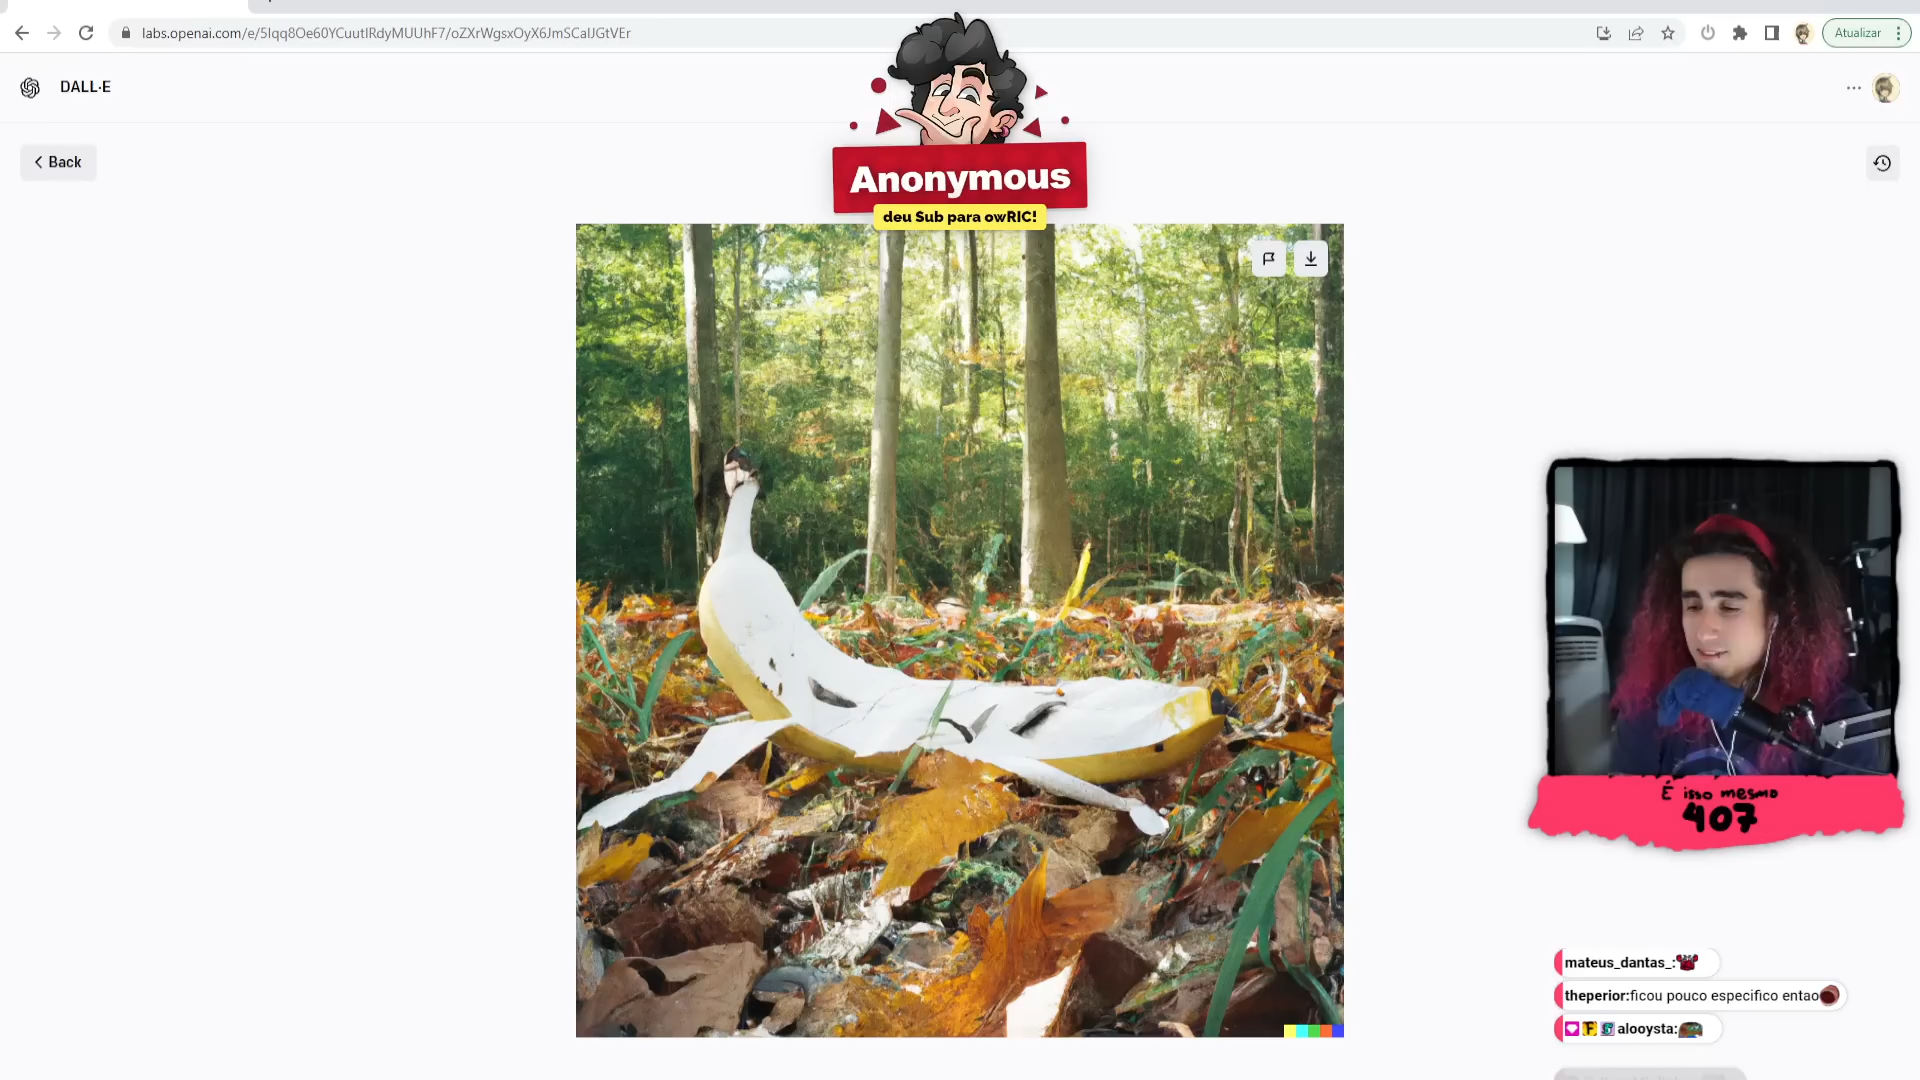 labs.openai.com/e/5Iqq8Oe60YCuutIRdyMUUhF7/oZXrWgsxOyX6JmSCalJGtVEr
Atualizar
DALL·E
Back
Anonymous
deu Sub para owRIC!
É isso mesmo
407
mateus_dantas_:
theperior:ficou pouco especifico entao
F alooysta: